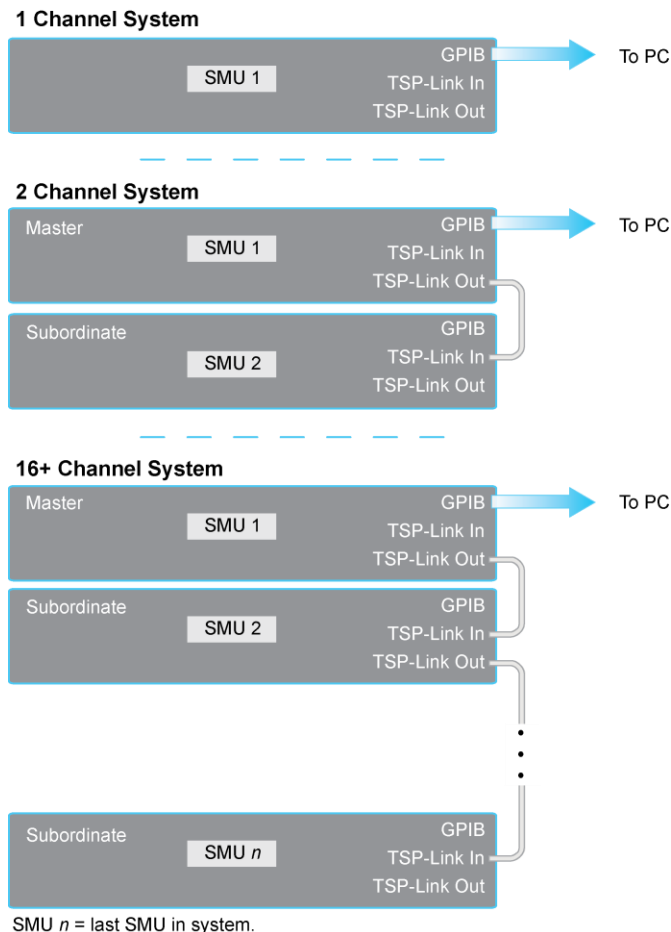 1 Channel System
SMU 1
GPIB
To PC
TSP-Link In
TSP-Link Out
2 Channel System
Master
SMU 1
GPIB
To PC
TSP-Link In
TSP-Link Out
Subordinate
SMU 2
GPIB
TSP-Link In
TSP-Link Out
16+ Channel System
Master
SMU 1
GPIB
To PC
TSP-Link In
TSP-Link Out
Subordinate
SMU 2
GPIB
TSP-Link In
TSP-Link Out
Subordinate
SMU n
GPIB
TSP-Link In
TSP-Link Out
SMU n = last SMU in system.